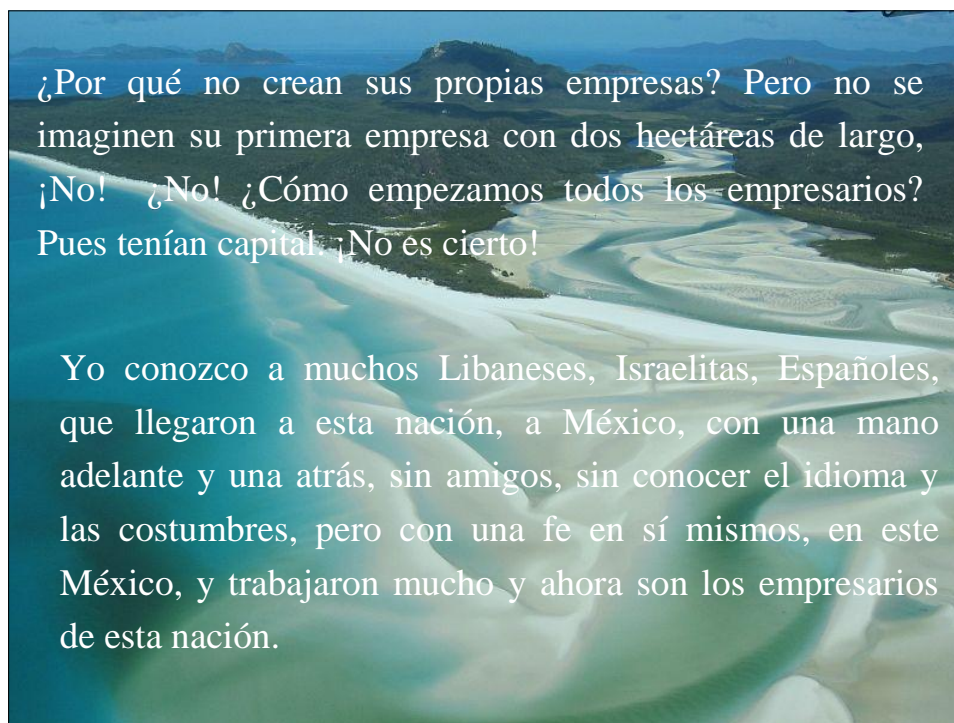 ¿Por qué no crean sus propias empresas? Pero no se
imaginen su primera empresa con dos hectáreas de largo,
¡No! ¿No! ¿Cómo empezamos todos los empresarios?
Pues tenían capital. ¡No es cierto!
Yo conozco a muchos Libaneses, Israelitas, Españoles,
que llegaron a esta nación, a México, con una mano
adelante y una atrás, sin amigos, sin conocer el idioma y
las costumbres, pero con una fe en sí mismos, en este
México, y trabajaron mucho y ahora son los empresarios
de esta nación.